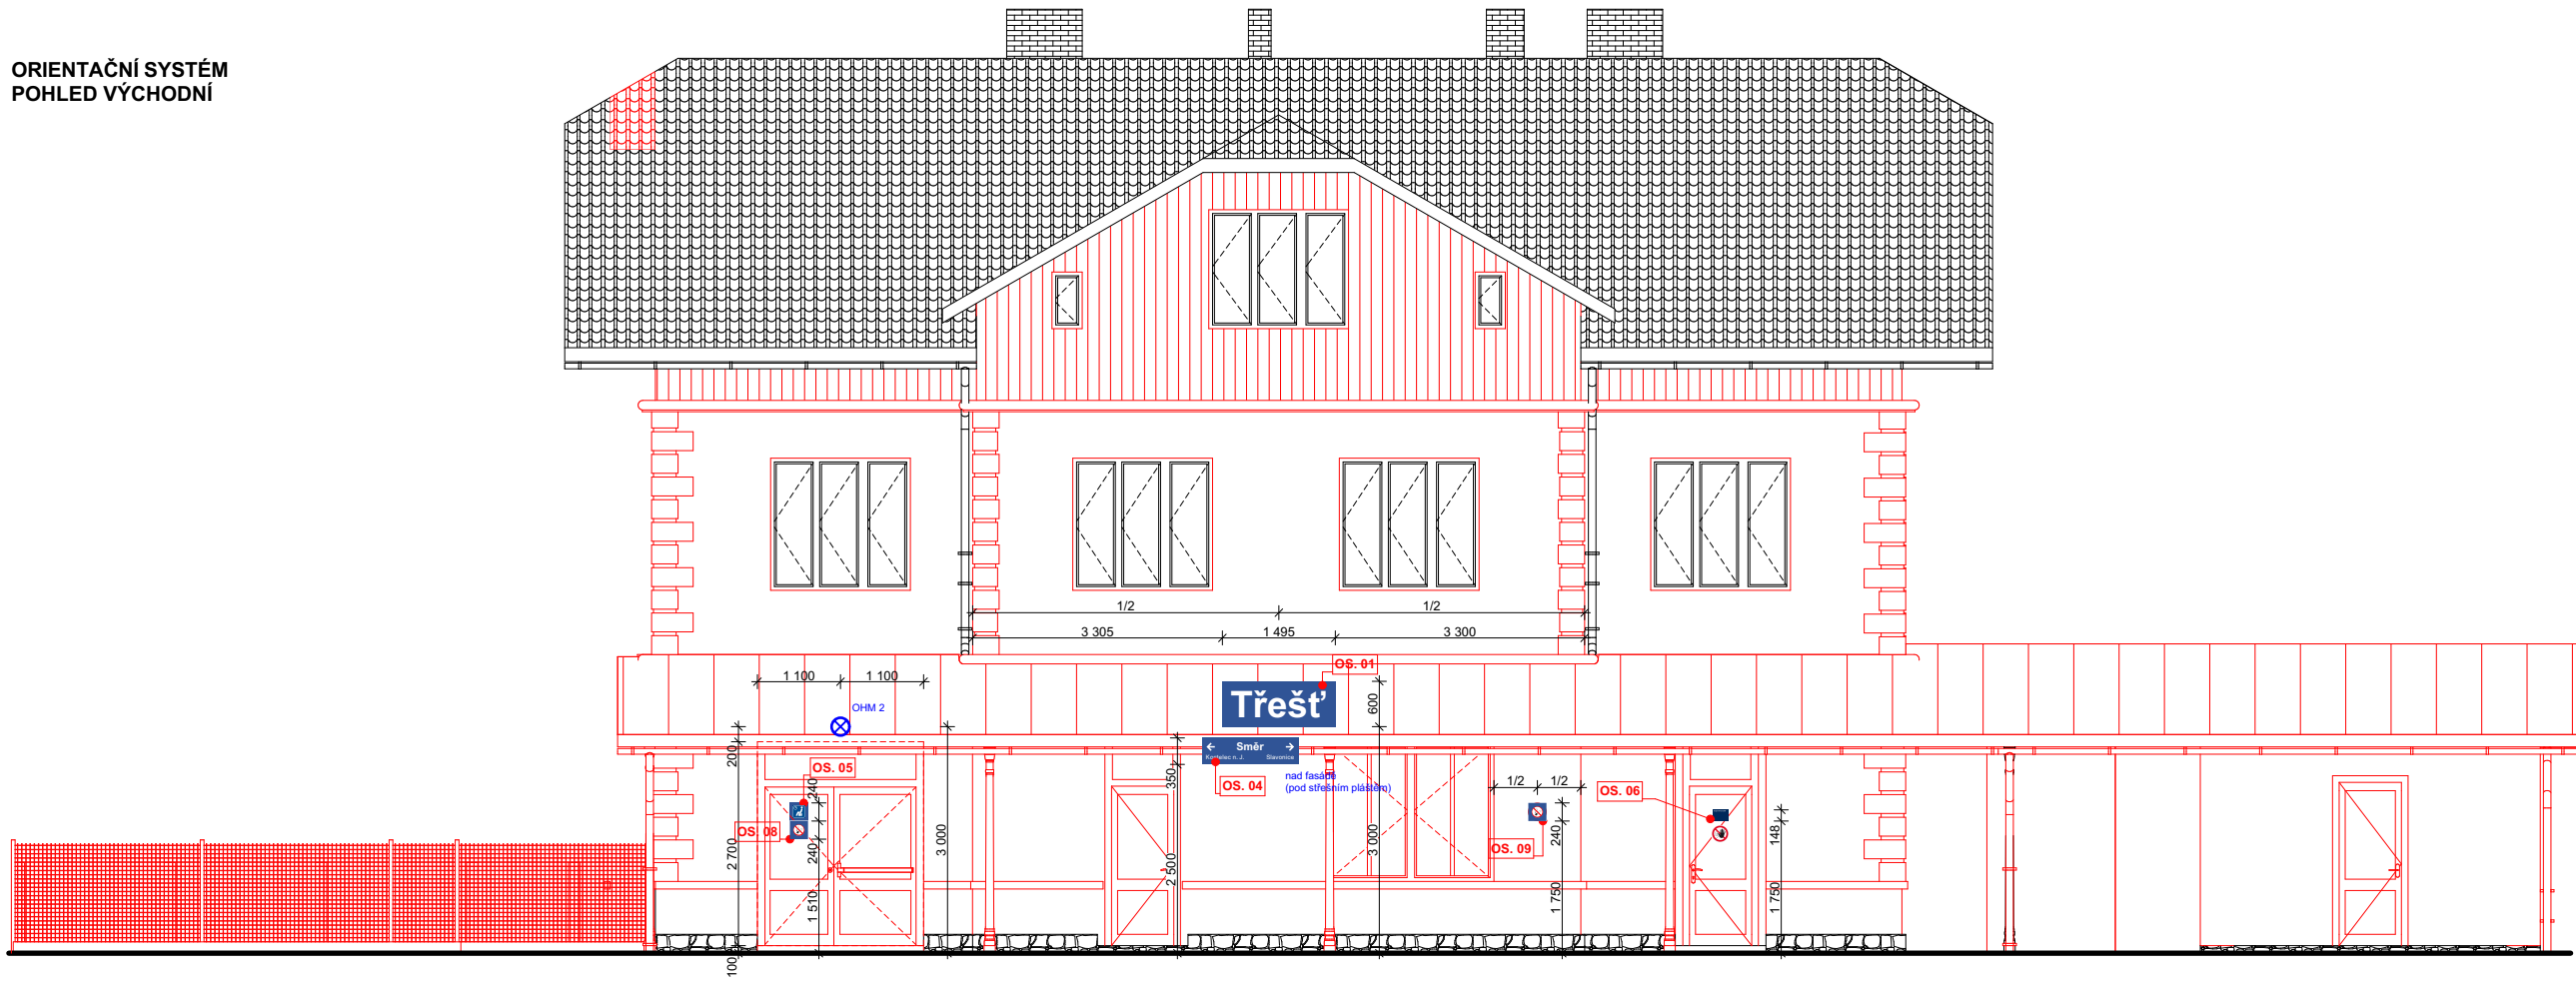 ORIENTAČNÍ SYSTÉM
POHLED VÝCHODNÍ
1/2
1/2
3 305
1 495
3 300
OS. 01
1 100
1 100
OHM 2
Třešť
600
200
← Směr →
Kostelec n. J. Slavonice
OS. 04
350
nad fasádě
(pod střešním pláštěm)
1/2
1/2
OS. 05
240
OS. 08
240
OS. 06
OS. 09
240
148
2 700
3 000
2 500
3 000
1 510
1 750
1 750
100